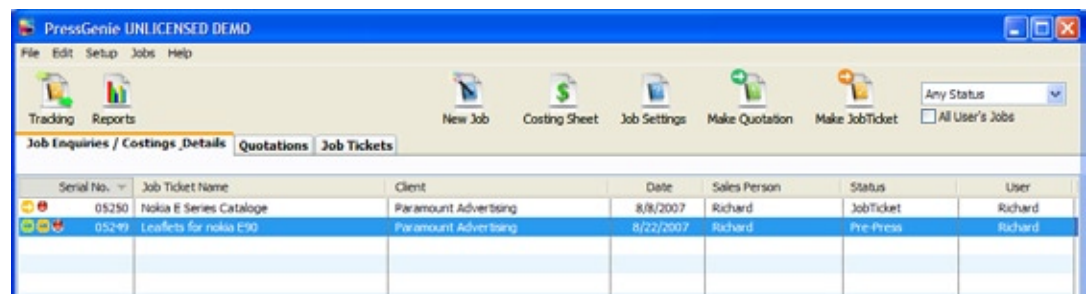 PressGenie UNLICENSED DEMO
File Edit Setup Jobs Help
Tracking Reports New Job Costing Sheet Job Settings Make Quotation Make JobTicket Any Status
All User's Jobs
Job Enquiries / Costings Details Quotations Job Tickets
Serial No. Job Ticket Name Client Date Sales Person Status User
05250 Nokia E Series Cataloge Paramount Advertising 8/8/2007 Richard JobTicket Richard
05249 Leaflets for nokia E90 Paramount Advertising 8/22/2007 Richard Pre-Press Richard